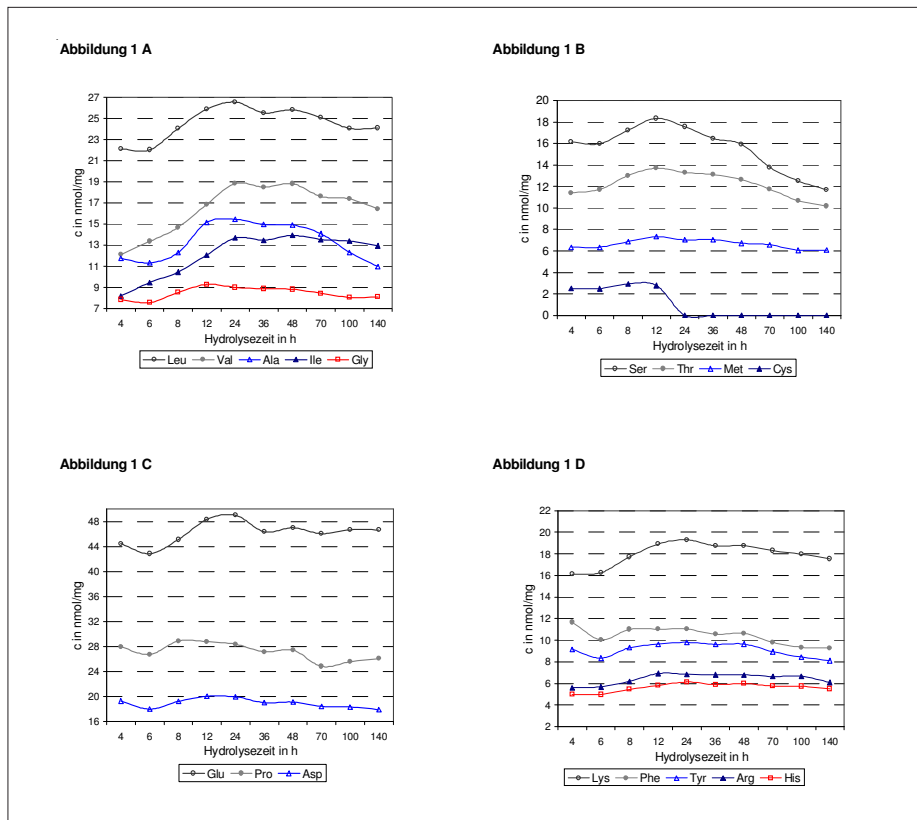 Abbildung 1 A
27
25
23
21
19
17
15
13
11
9
7
c in nmol/mg
4 6 8 12 24 36 48 70 100 140
Hydrolysezeit in h
Leu Val Ala Ile Gly
Abbildung 1 B
20
18
16
14
12
10
8
6
4
2
0
c in nmol/mg
4 6 8 12 24 36 48 70 100 140
Hydrolysezeit in h
Ser Thr Met Cys
Abbildung 1 C
48
44
40
36
32
28
24
20
16
c in nmol/mg
4 6 8 12 24 36 48 70 100 140
Hydrolysezeit in h
Glu Pro Asp
Abbildung 1 D
22
20
18
16
14
12
10
8
6
4
2
c in nmol/mg
4 6 8 12 24 36 48 70 100 140
Hydrolysezeit in h
Lys Phe Tyr Arg His